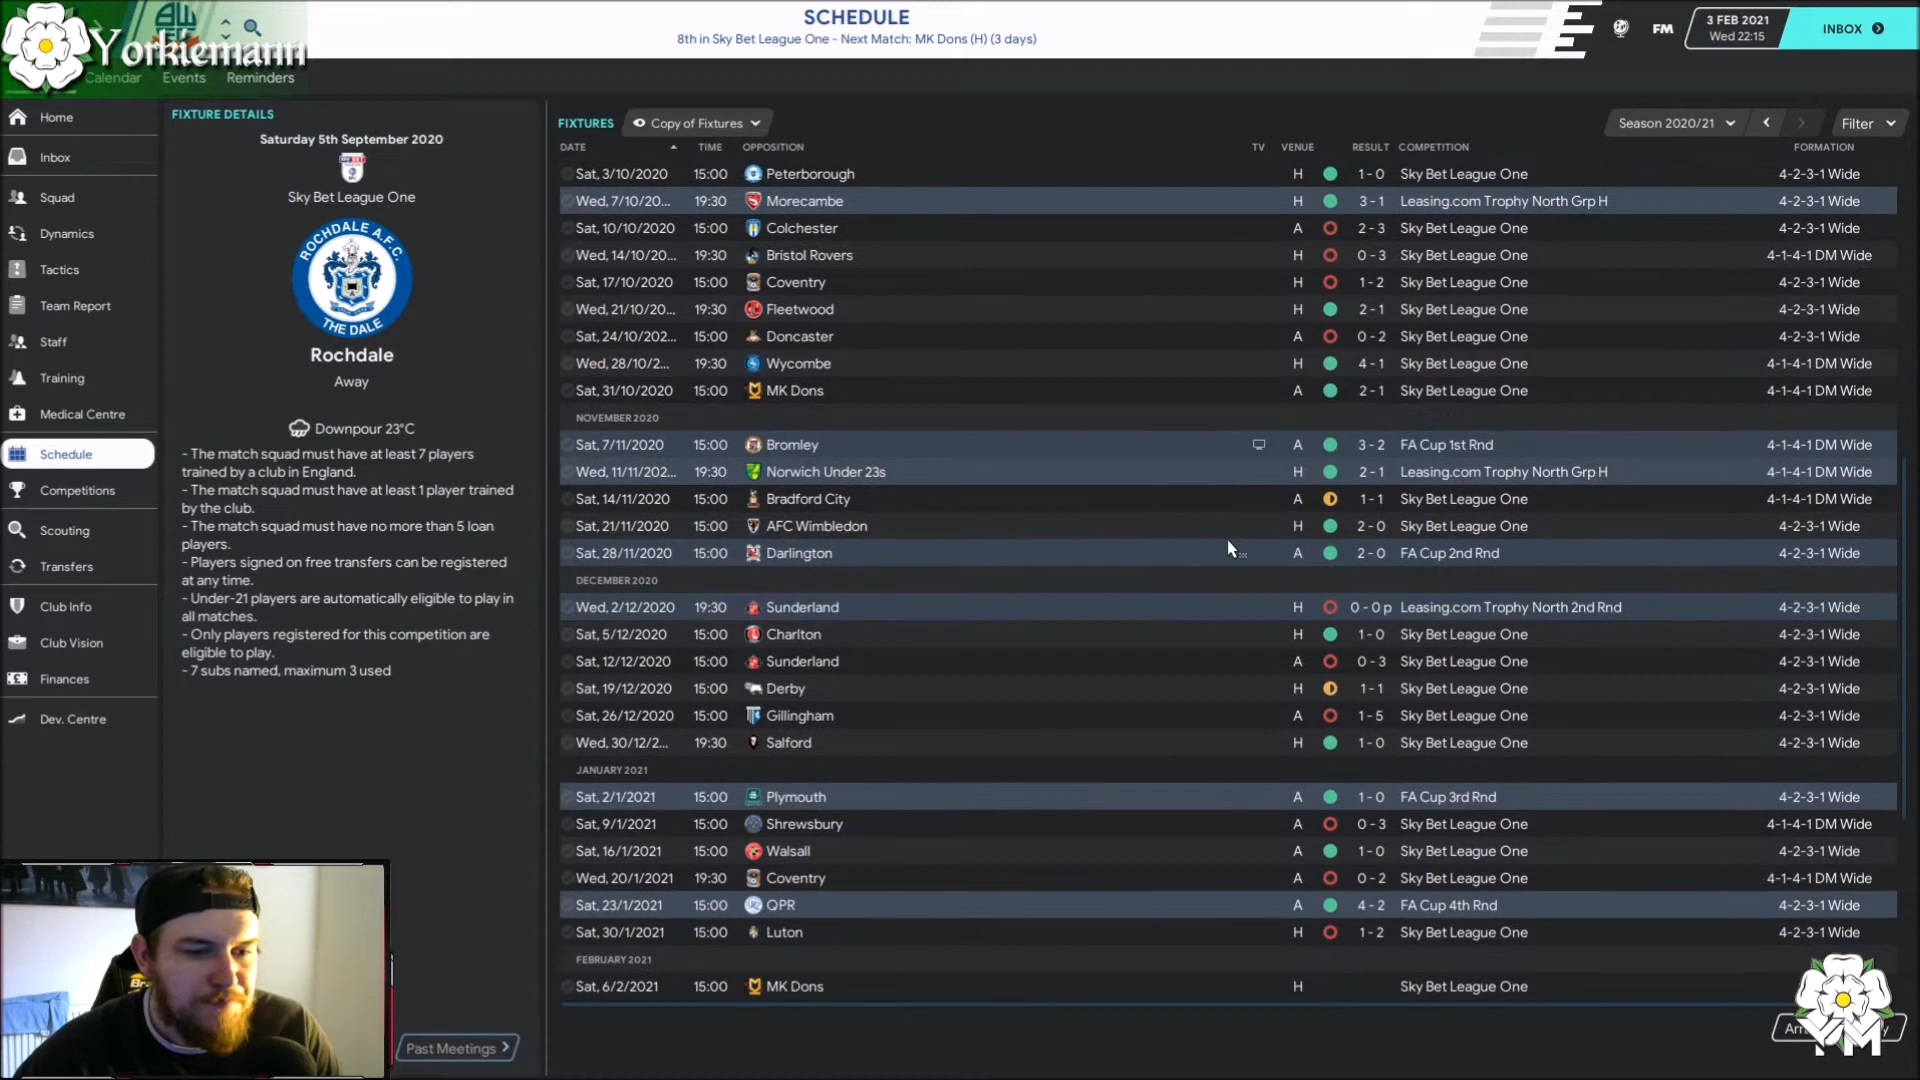 SCHEDULE
8th in Sky Bet League One - Next Match: MK Dons (H) (3 days)
FM
3 FEB 2021
Wed 22:15
INBOX
Yorkiemann
Calendar Events Reminders
Home
Inbox
Squad
Dynamics
Tactics
Team Report
Staff
Training
Medical Centre
Schedule
Competitions
Scouting
Transfers
Club Info
Club Vision
Finances
Dev. Centre
FIXTURE DETAILS
Saturday 5th September 2020
Sky Bet League One
ROCHDALE A.F.C.
THE DALE
Rochdale
Away
Downpour 23°C
- The match squad must have at least 7 players
trained by a club in England.
- The match squad must have at least 1 player trained
by the club.
- The match squad must have no more than 5 loan
players.
- Players signed on free transfers can be registered
at any time.
- Under-21 players are automatically eligible to play in
all matches.
- Only players registered for this competition are
eligible to play.
- 7 subs named, maximum 3 used
Past Meetings
FIXTURES Copy of Fixtures Season 2020/21 Filter
DATE TIME OPPOSITION TV VENUE RESULT COMPETITION FORMATION
Sat, 3/10/2020 15:00 Peterborough H 1 - 0 Sky Bet League One 4-2-3-1 Wide
Wed, 7/10/20... 19:30 Morecambe H 3 - 1 Leasing.com Trophy North Grp H 4-2-3-1 Wide
Sat, 10/10/2020 15:00 Colchester A 2 - 3 Sky Bet League One 4-2-3-1 Wide
Wed, 14/10/20... 19:30 Bristol Rovers H 0 - 3 Sky Bet League One 4-1-4-1 DM Wide
Sat, 17/10/2020 15:00 Coventry H 1 - 2 Sky Bet League One 4-2-3-1 Wide
Wed, 21/10/20... 19:30 Fleetwood H 2 - 1 Sky Bet League One 4-2-3-1 Wide
Sat, 24/10/202... 15:00 Doncaster A 0 - 2 Sky Bet League One 4-2-3-1 Wide
Wed, 28/10/2... 19:30 Wycombe H 4 - 1 Sky Bet League One 4-1-4-1 DM Wide
Sat, 31/10/2020 15:00 MK Dons A 2 - 1 Sky Bet League One 4-1-4-1 DM Wide
NOVEMBER 2020
Sat, 7/11/2020 15:00 Bromley A 3 - 2 FA Cup 1st Rnd 4-1-4-1 DM Wide
Wed, 11/11/202... 19:30 Norwich Under 23s H 2 - 1 Leasing.com Trophy North Grp H 4-1-4-1 DM Wide
Sat, 14/11/2020 15:00 Bradford City A 1 - 1 Sky Bet League One 4-1-4-1 DM Wide
Sat, 21/11/2020 15:00 AFC Wimbledon H 2 - 0 Sky Bet League One 4-2-3-1 Wide
Sat, 28/11/2020 15:00 Darlington A 2 - 0 FA Cup 2nd Rnd 4-2-3-1 Wide
DECEMBER 2020
Wed, 2/12/2020 19:30 Sunderland H 0 - 0 p Leasing.com Trophy North 2nd Rnd 4-2-3-1 Wide
Sat, 5/12/2020 15:00 Charlton H 1 - 0 Sky Bet League One 4-2-3-1 Wide
Sat, 12/12/2020 15:00 Sunderland A 0 - 3 Sky Bet League One 4-2-3-1 Wide
Sat, 19/12/2020 15:00 Derby H 1 - 1 Sky Bet League One 4-2-3-1 Wide
Sat, 26/12/2020 15:00 Gillingham A 1 - 5 Sky Bet League One 4-2-3-1 Wide
Wed, 30/12/2... 19:30 Salford H 1 - 0 Sky Bet League One 4-2-3-1 Wide
JANUARY 2021
Sat, 2/1/2021 15:00 Plymouth A 1 - 0 FA Cup 3rd Rnd 4-2-3-1 Wide
Sat, 9/1/2021 15:00 Shrewsbury A 0 - 3 Sky Bet League One 4-1-4-1 DM Wide
Sat, 16/1/2021 15:00 Walsall A 1 - 0 Sky Bet League One 4-2-3-1 Wide
Wed, 20/1/2021 19:30 Coventry A 0 - 2 Sky Bet League One 4-1-4-1 DM Wide
Sat, 23/1/2021 15:00 QPR A 4 - 2 FA Cup 4th Rnd 4-2-3-1 Wide
Sat, 30/1/2021 15:00 Luton H 1 - 2 Sky Bet League One 4-2-3-1 Wide
FEBRUARY 2021
Sat, 6/2/2021 15:00 MK Dons H Sky Bet League One
YM